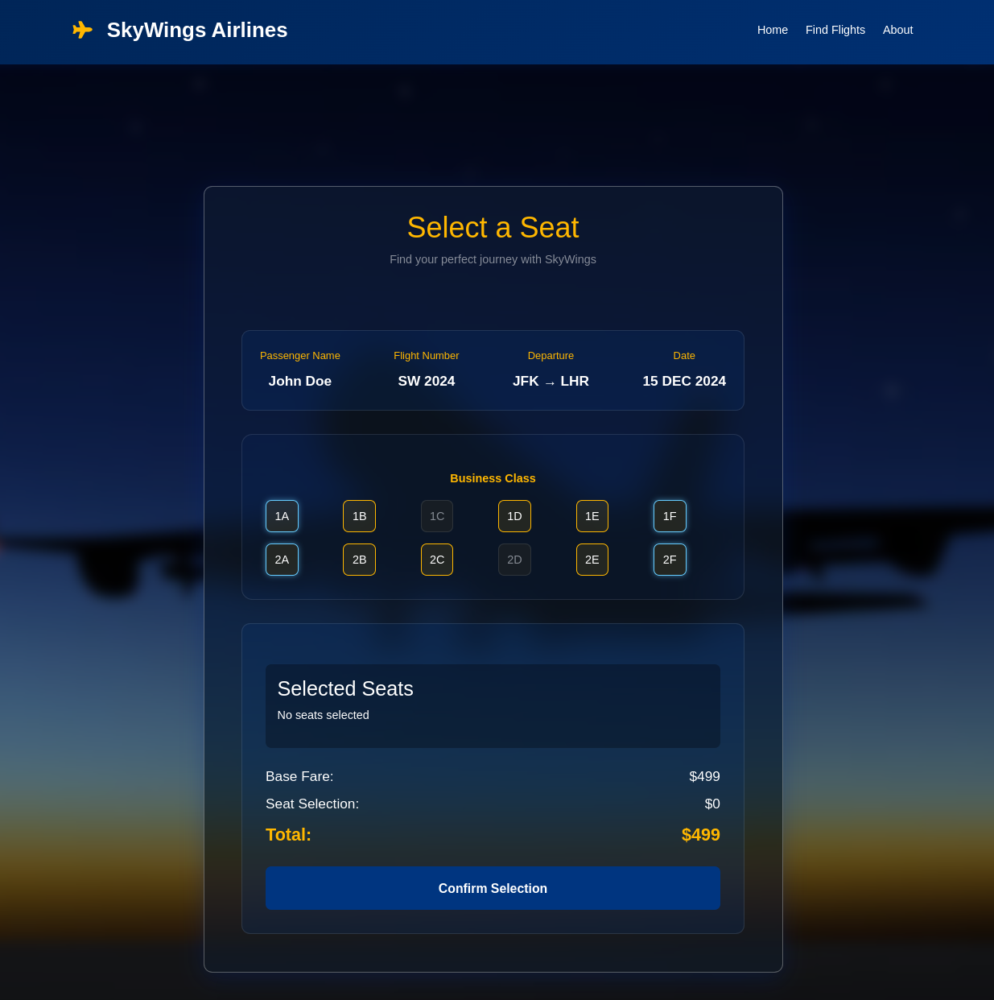 SkyWings Airlines
Home Find Flights About
Select a Seat
Find your perfect journey with SkyWings
Passenger Name Flight Number Departure Date
John Doe SW 2024 JFK → LHR 15 DEC 2024
Business Class
1A 1B 1C 1D 1E 1F
2A 2B 2C 2D 2E 2F
Selected Seats
No seats selected
Base Fare: $499
Seat Selection: $0
Total: $499
Confirm Selection